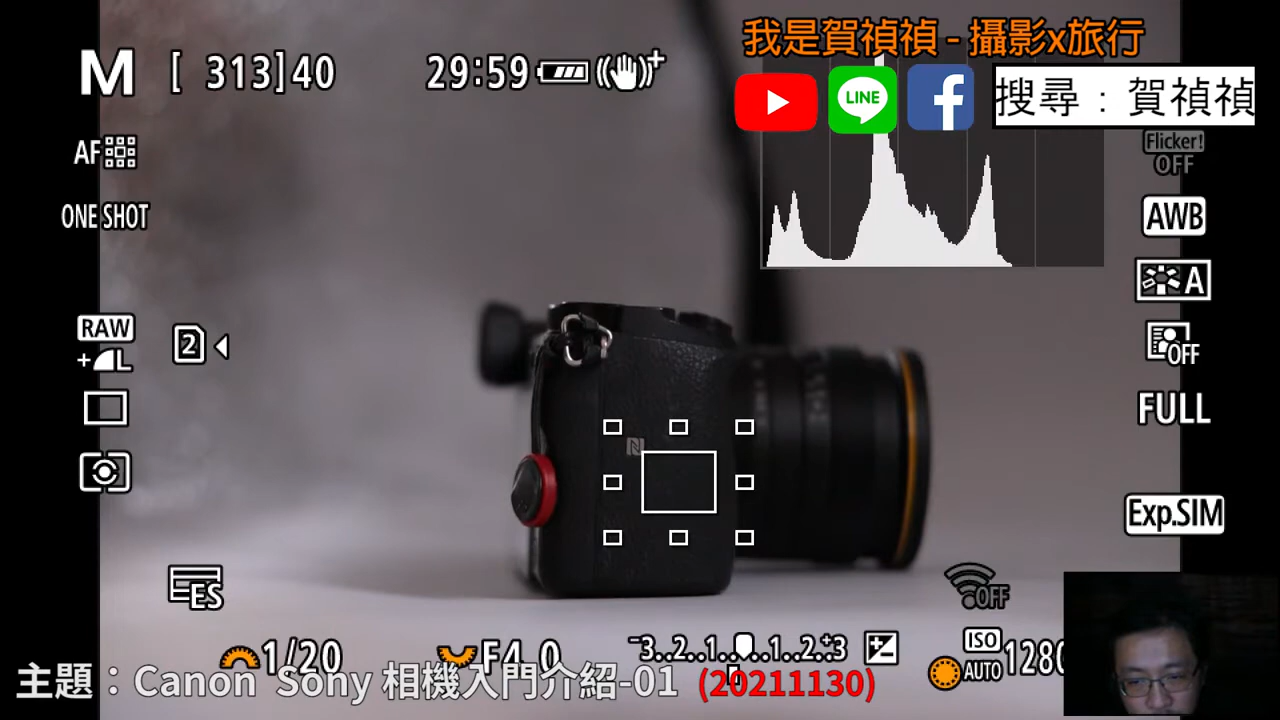 我是賀禎禎 - 攝影x旅行
LINE
搜尋：賀禎禎
M [ 313]40 29:59
AF
Flicker!
OFF
ONE SHOT
AWB
A
RAW
+L
2
OFF
FULL
N
Exp.SIM
ES
OFF
1/20 F4.0 -3..2..1..1..2..+3 ISO AUTO 1280
主題：Canon Sony 相機入門介紹-01 (20211130)